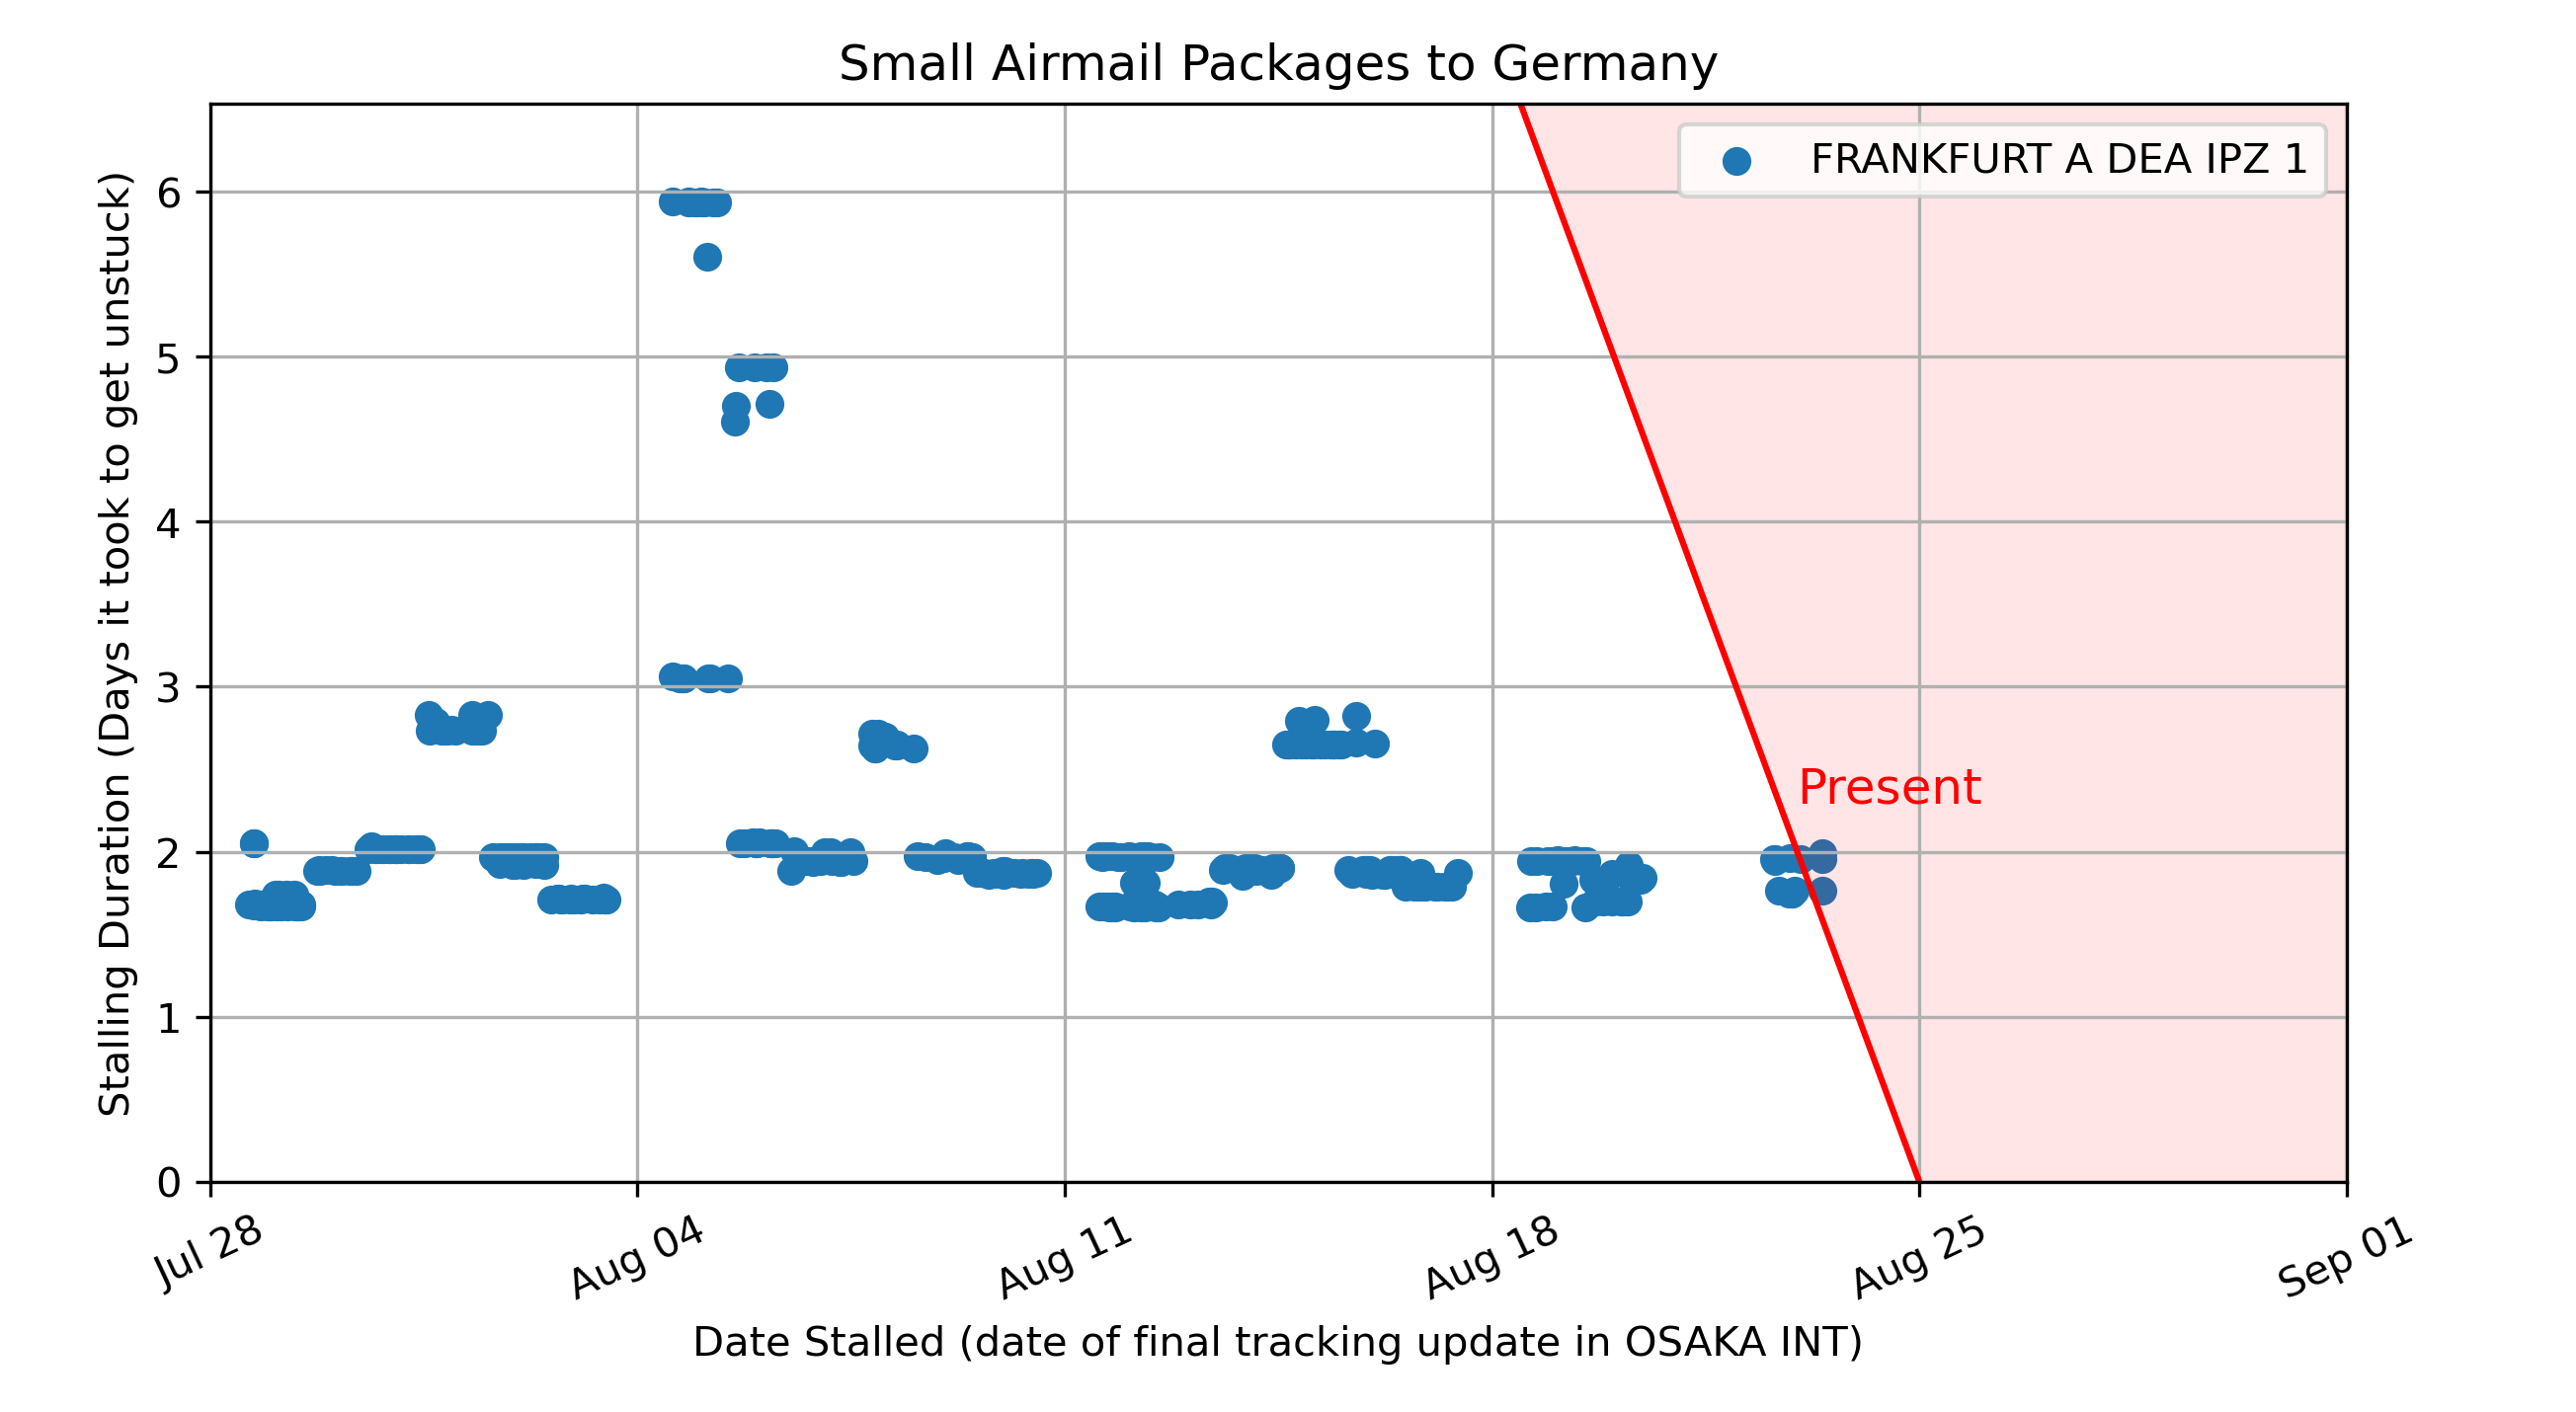 Small Airmail Packages to Germany
FRANKFURT A DEA IPZ 1
Stalling Duration (Days it took to get unstuck)
6
5
4
3
2
1
0
Present
Jul 28
Aug 04
Aug 11
Aug 18
Aug 25
Sep 01
Date Stalled (date of final tracking update in OSAKA INT)